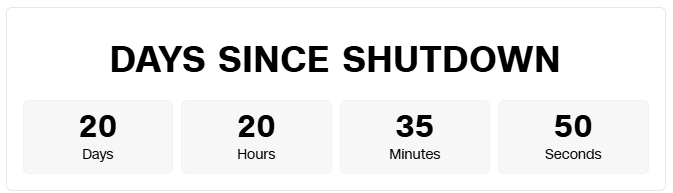 DAYS SINCE SHUTDOWN
20 20 35 50
Days Hours Minutes Seconds